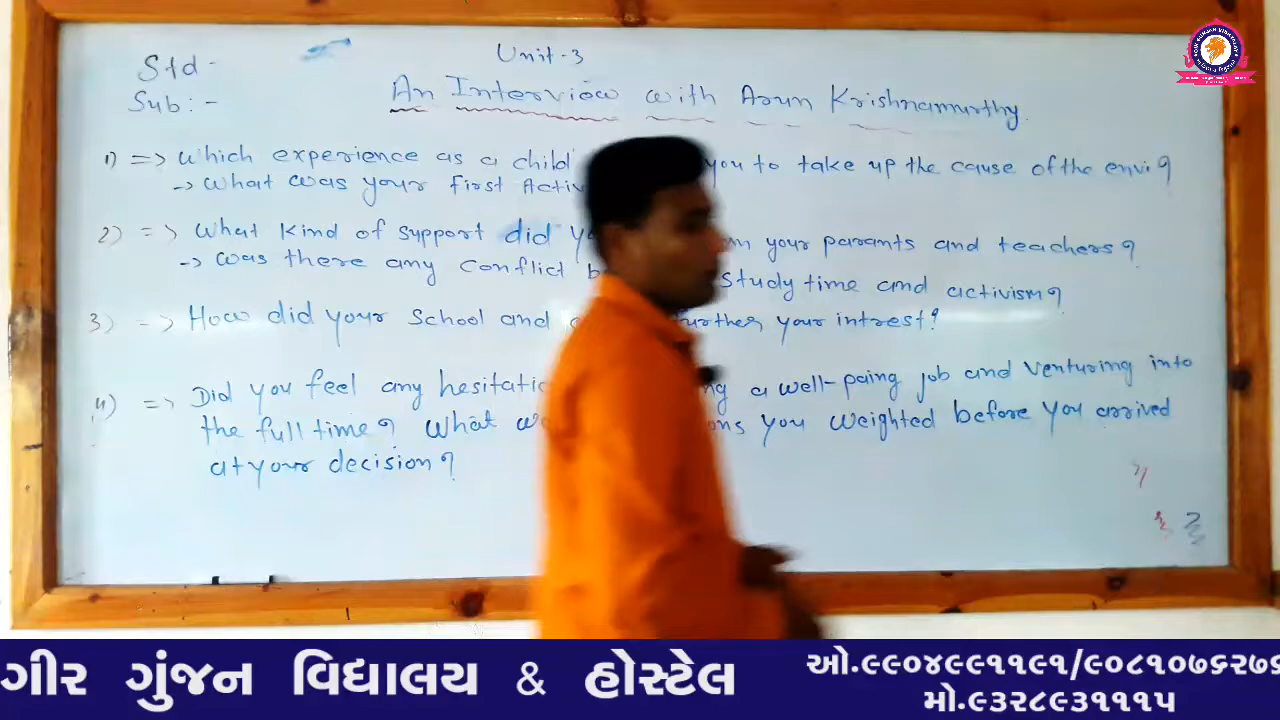 Std -
Unit - 3
Sub : -
An Interview with Arun Krishnamurthy.
1) => Which experience as a child you to take up the cause of the envi?
-> What was your first Activ
2) => What kind of support did your parants and teachers?
-> Was there any conflict study time and activism?
3) => How did your school and further your intrest?
4) => Did you feel any hesitatio a well-paing job and venturing into
the full time? What you weighted before you arrived
at your decision?
ગીર ગુંજન વિદ્યાલય & હોસ્ટેલ
ઓ.૯૯૦૪૯૯૧૧૯૧/૯૦૮૧૦૭૬૨૭૬
મો.૯૩૨૮૯૩૧૧૧૫